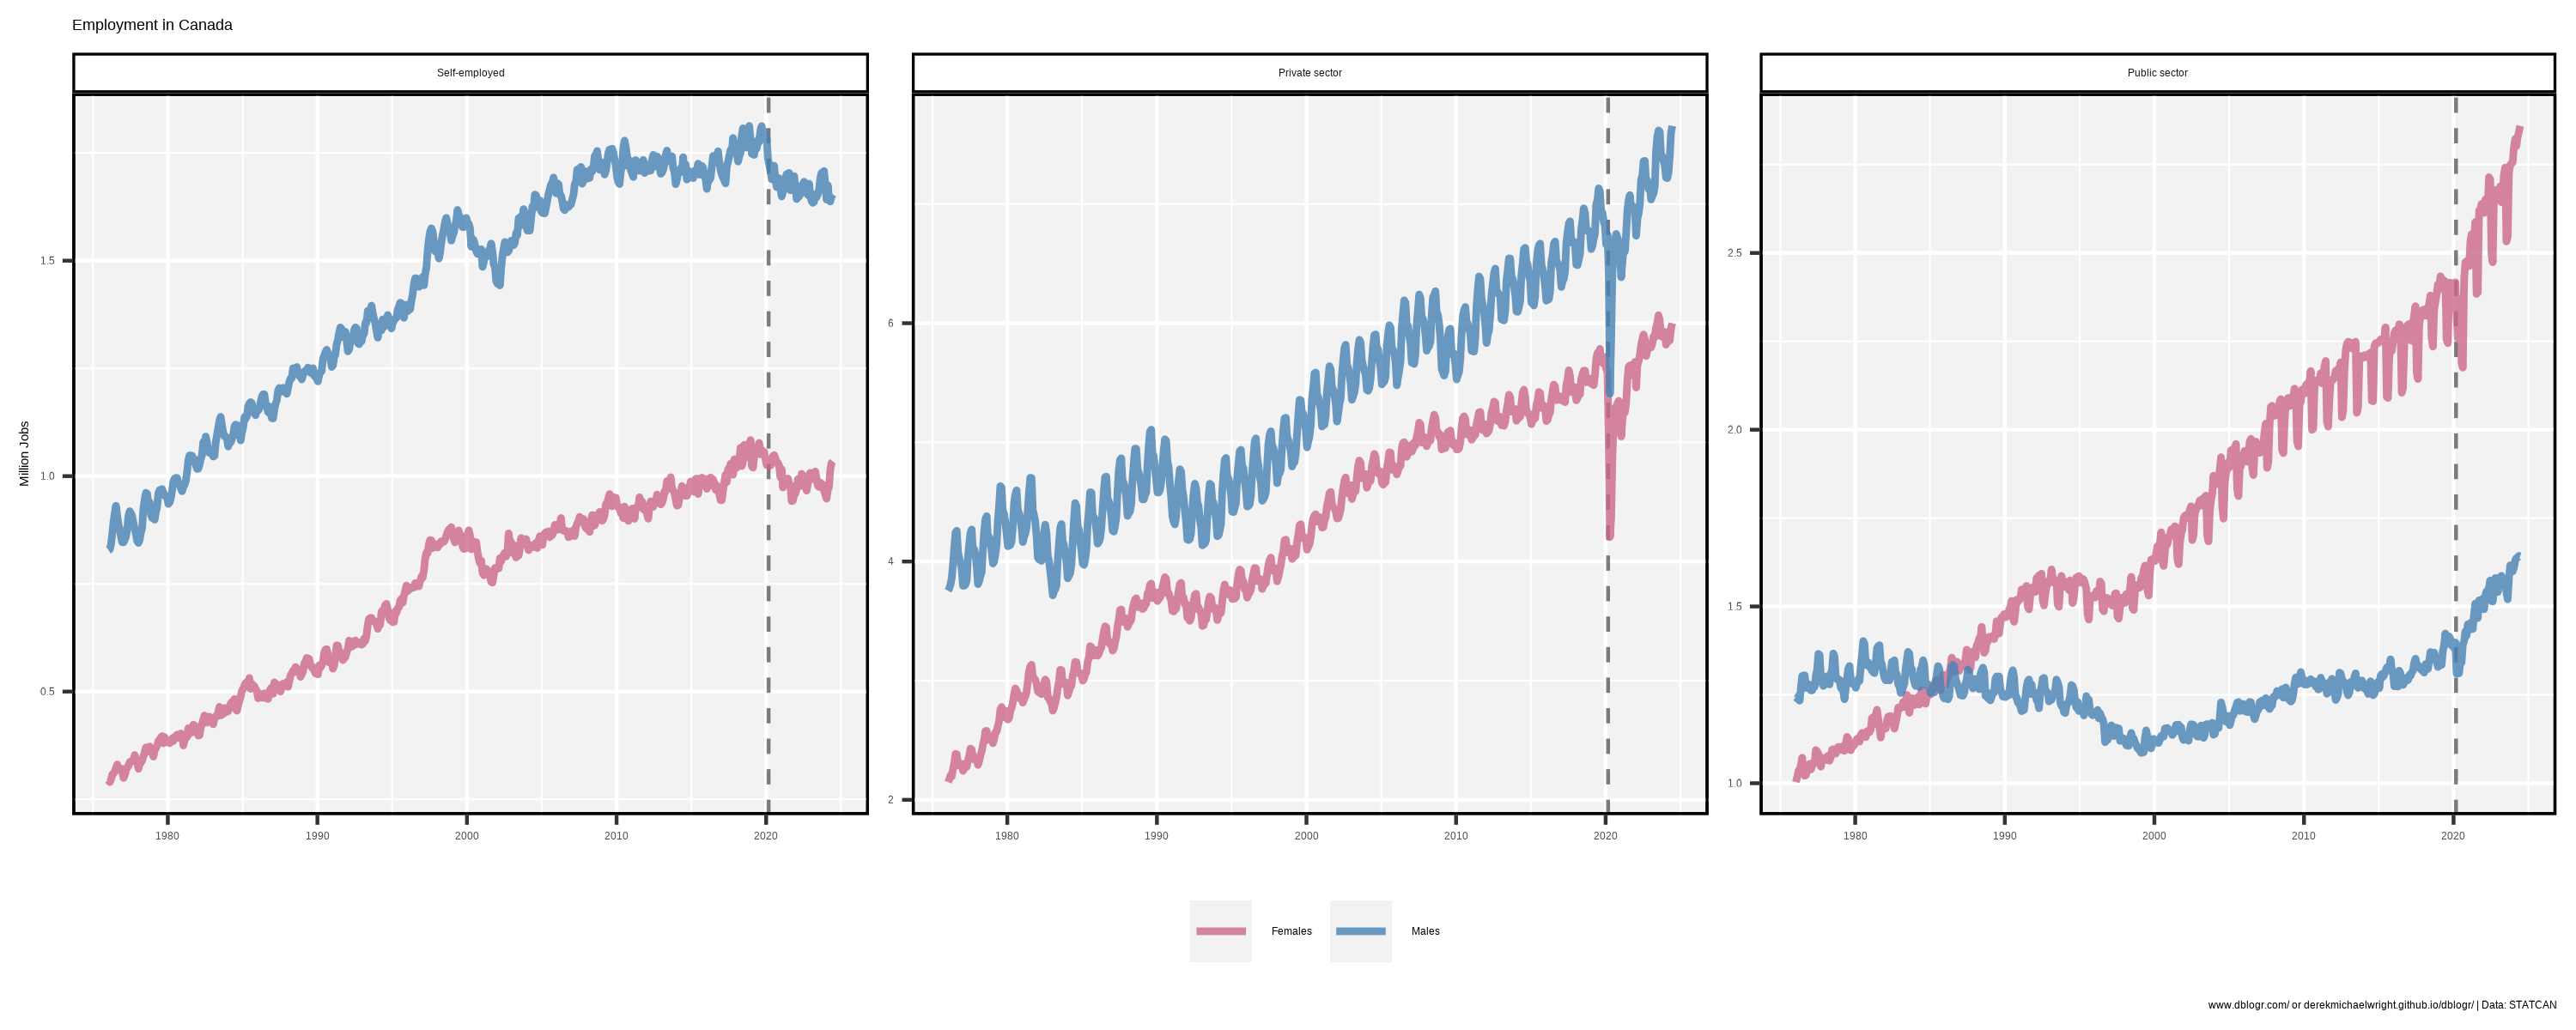 Employment in Canada
Self-employed
Private sector
Public sector
Million Jobs
1.5
1.0
0.5
6
4
2
2.5
2.0
1.5
1.0
1980 1990 2000 2010 2020
1980 1990 2000 2010 2020
1980 1990 2000 2010 2020
Females Males
www.dblogr.com/ or derekmichaelwright.github.io/dblogr/ | Data: STATCAN